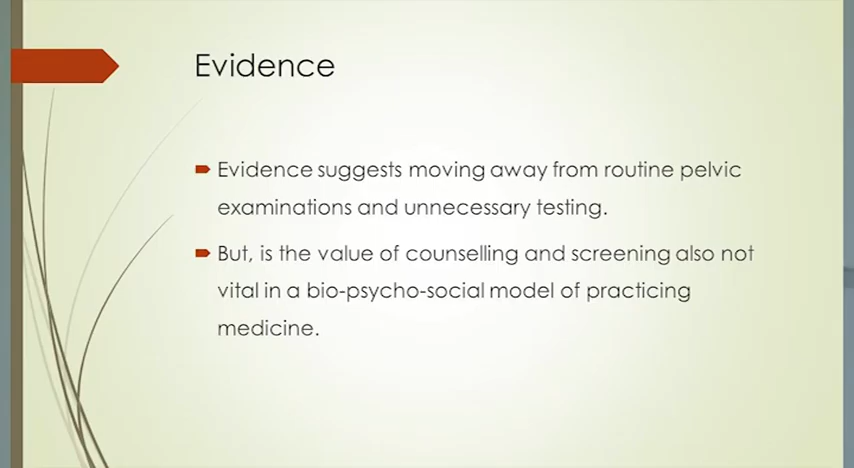 Evidence
Evidence suggests moving away from routine pelvic
examinations and unnecessary testing.
But, is the value of counselling and screening also not
vital in a bio-psycho-social model of practicing
medicine.